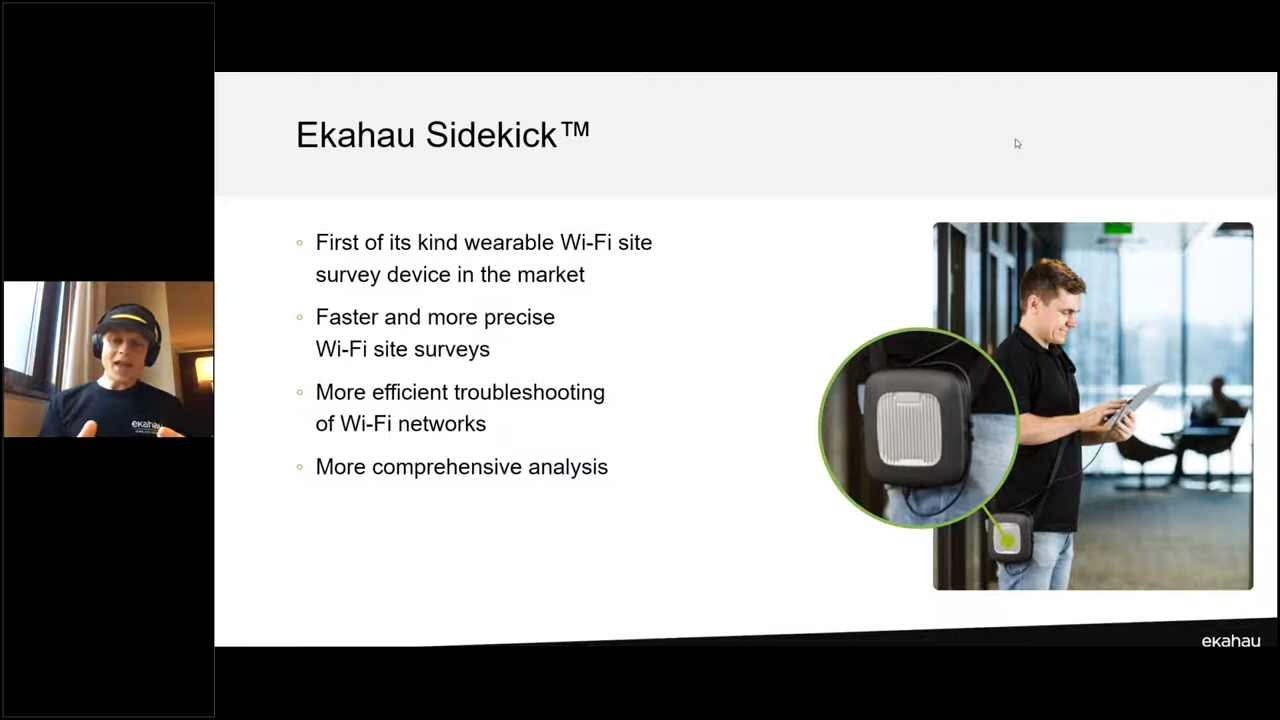 Ekahau Sidekick™
◦ First of its kind wearable Wi-Fi site
survey device in the market
◦ Faster and more precise
Wi-Fi site surveys
◦ More efficient troubleshooting
of Wi-Fi networks
◦ More comprehensive analysis
ekahau
ekahau